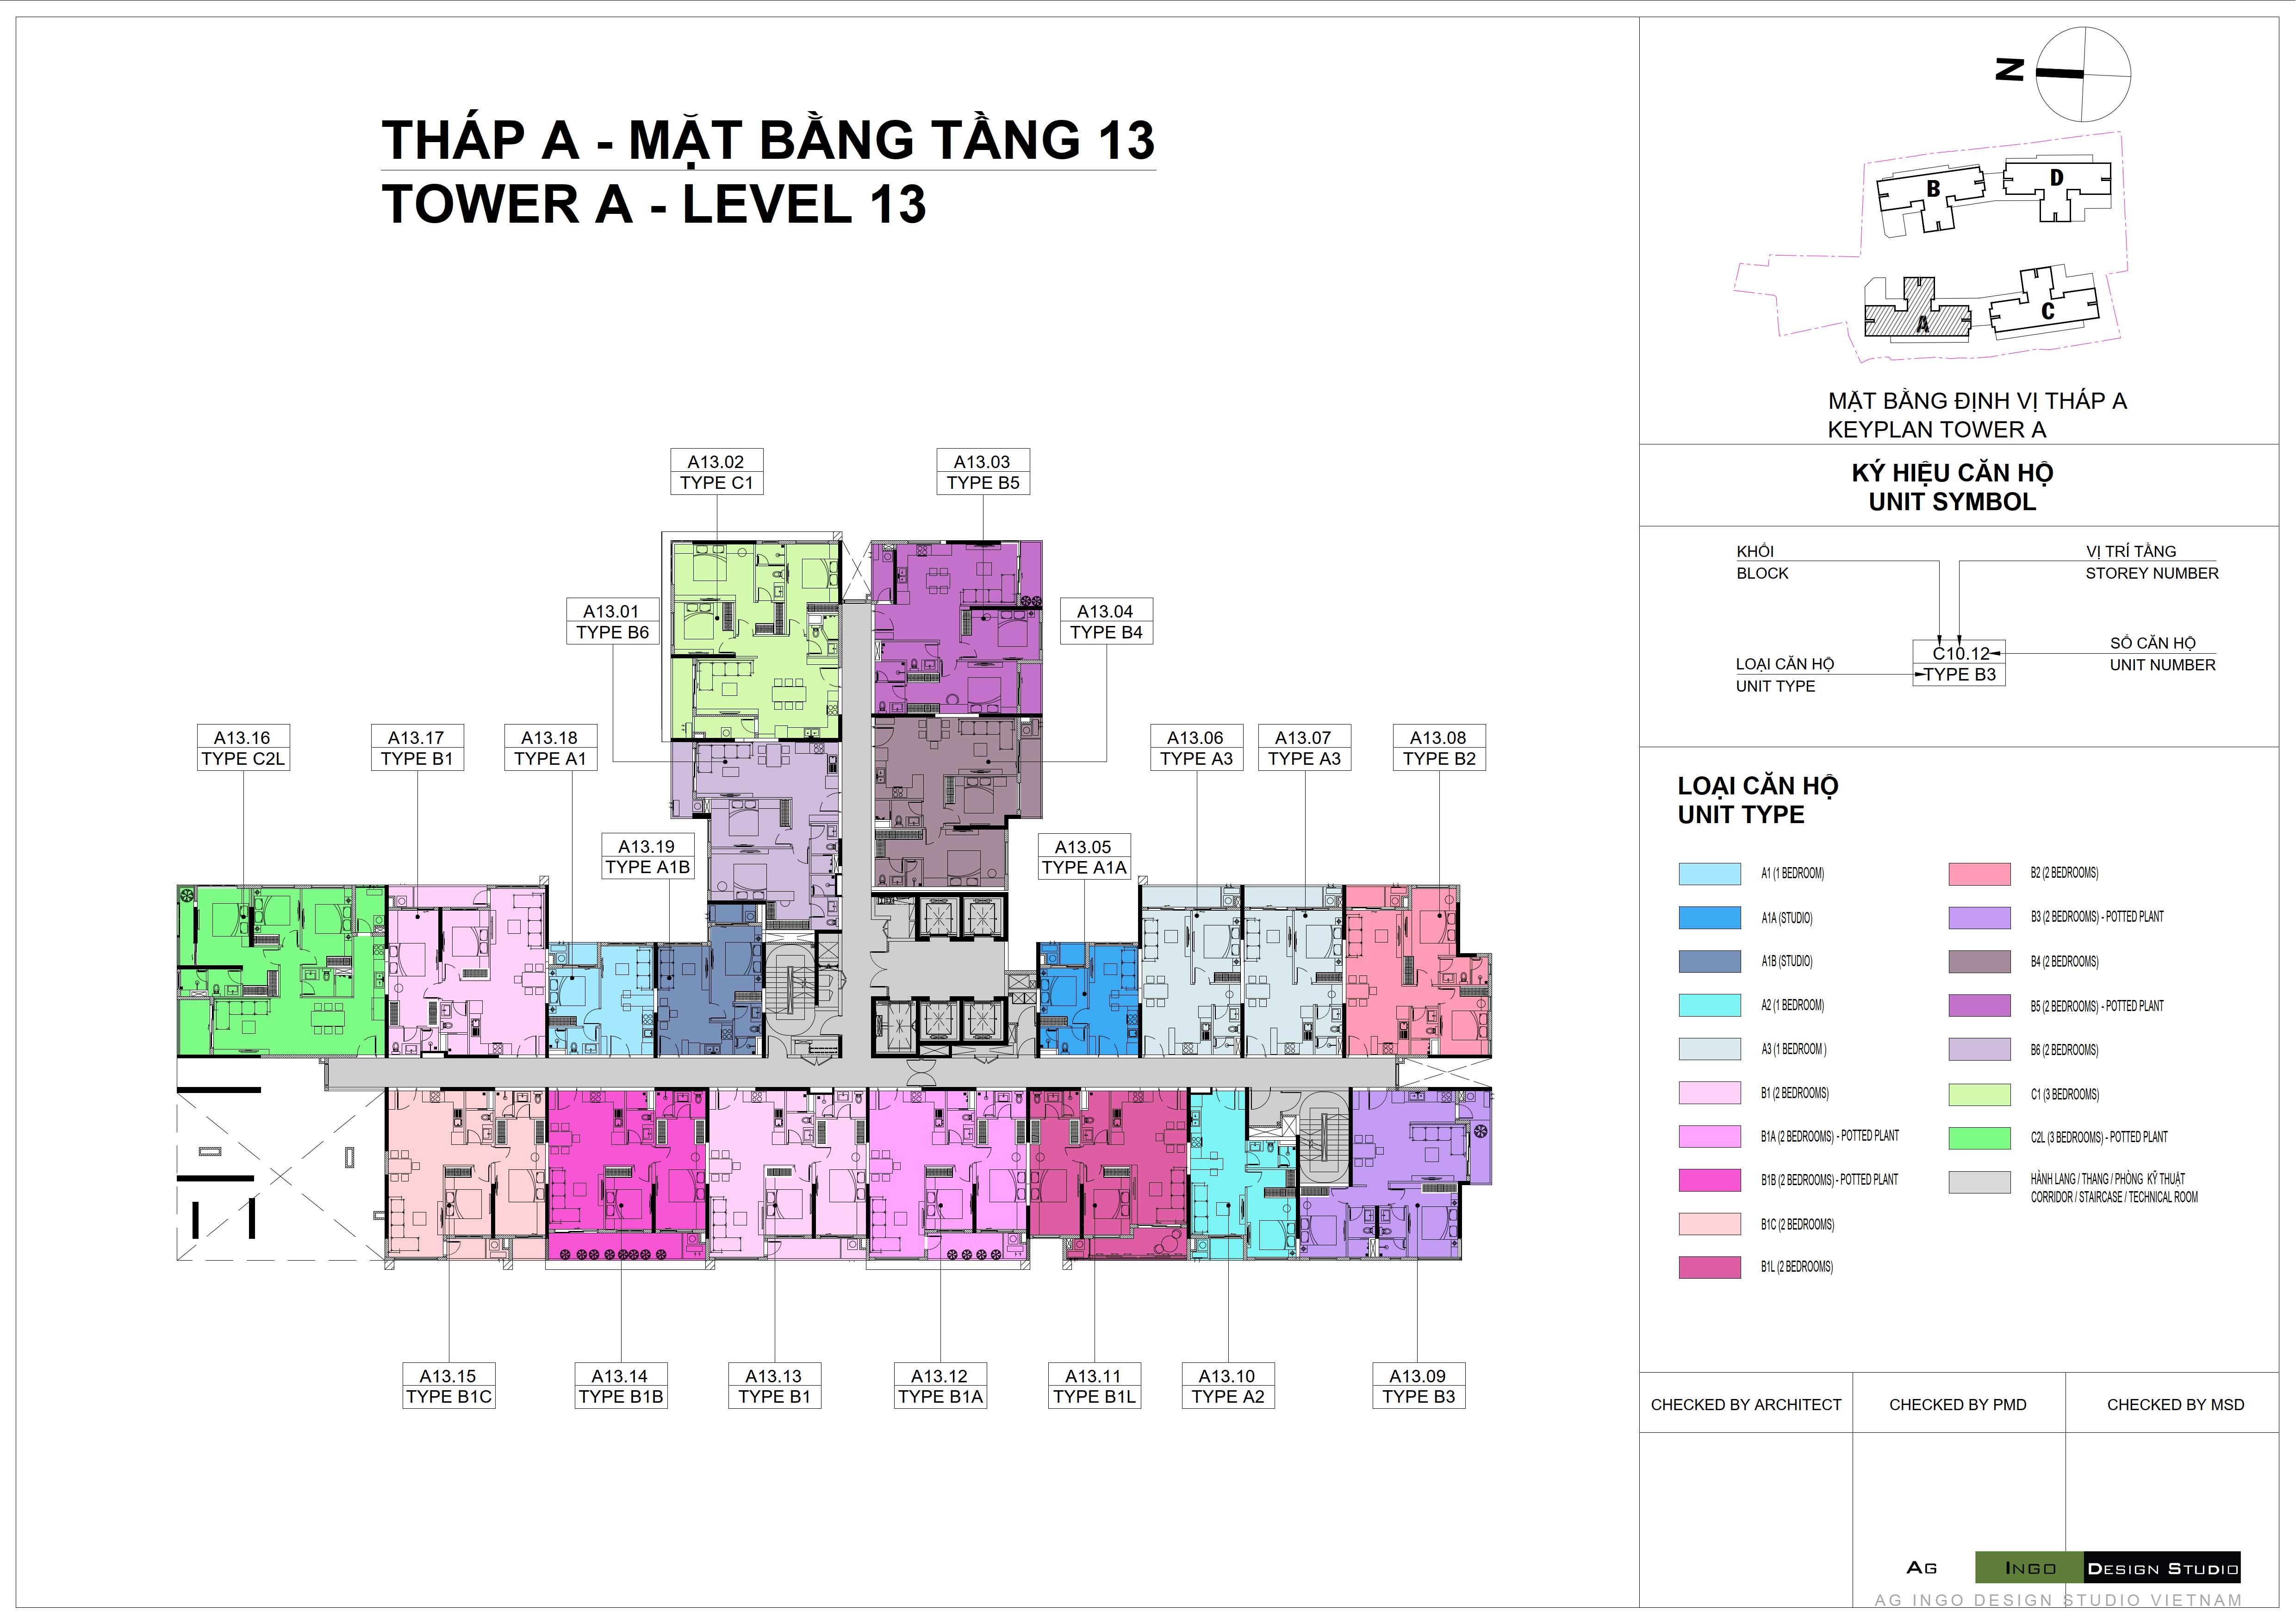 THÁP A - MẶT BẰNG TẦNG 13
TOWER A - LEVEL 13
N
B
D
A
C
MẶT BẰNG ĐỊNH VỊ THÁP A
KEYPLAN TOWER A
KÝ HIỆU CĂN HỘ
UNIT SYMBOL
KHỐI
BLOCK
VỊ TRÍ TẦNG
STOREY NUMBER
C10.12
TYPE B3
SỐ CĂN HỘ
UNIT NUMBER
LOẠI CĂN HỘ
UNIT TYPE
A13.02
TYPE C1
A13.03
TYPE B5
A13.01
TYPE B6
A13.04
TYPE B4
A13.16
TYPE C2L
A13.17
TYPE B1
A13.18
TYPE A1
A13.06
TYPE A3
A13.07
TYPE A3
A13.08
TYPE B2
A13.19
TYPE A1B
A13.05
TYPE A1A
A13.15
TYPE B1C
A13.14
TYPE B1B
A13.13
TYPE B1
A13.12
TYPE B1A
A13.11
TYPE B1L
A13.10
TYPE A2
A13.09
TYPE B3
LOẠI CĂN HỘ
UNIT TYPE
A1 (1 BEDROOM)
A1A (STUDIO)
A1B (STUDIO)
A2 (1 BEDROOM)
A3 (1 BEDROOM )
B1 (2 BEDROOMS)
B1A (2 BEDROOMS) - POTTED PLANT
B1B (2 BEDROOMS) - POTTED PLANT
B1C (2 BEDROOMS)
B1L (2 BEDROOMS)
B2 (2 BEDROOMS)
B3 (2 BEDROOMS) - POTTED PLANT
B4 (2 BEDROOMS)
B5 (2 BEDROOMS) - POTTED PLANT
B6 (2 BEDROOMS)
C1 (3 BEDROOMS)
C2L (3 BEDROOMS) - POTTED PLANT
HÀNH LANG / THANG / PHÒNG KỸ THUẬT
CORRIDOR / STAIRCASE / TECHNICAL ROOM
CHECKED BY ARCHITECT
CHECKED BY PMD
CHECKED BY MSD
AG INGO DESIGN STUDIO
AG INGO DESIGN STUDIO VIETNAM